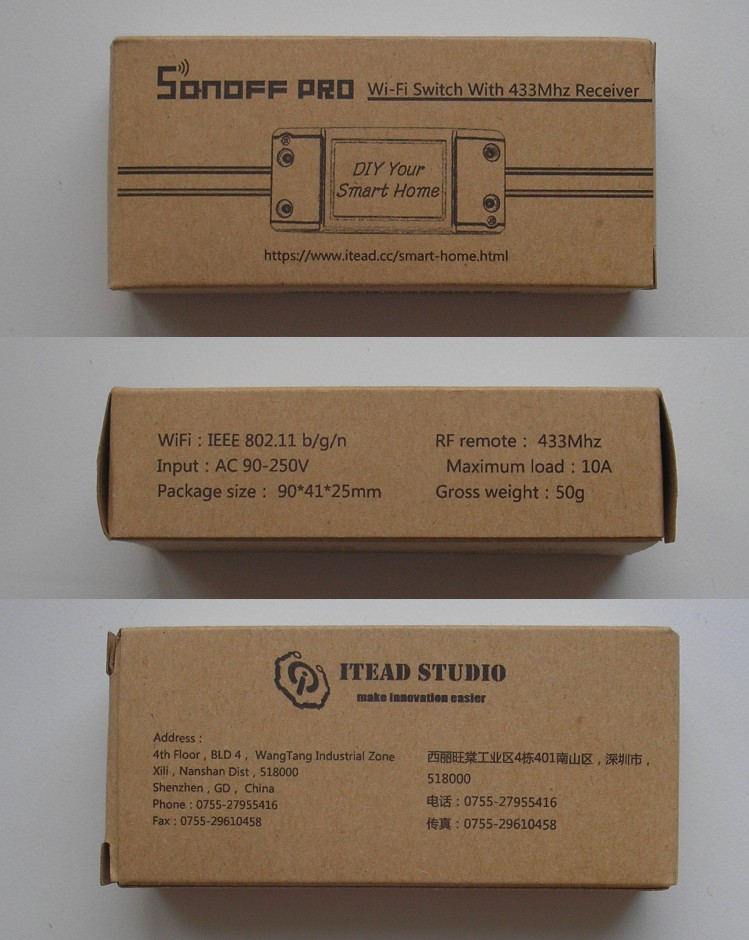 SONOFF PRO Wi-Fi Switch With 433Mhz Receiver
DIY Your
Smart Home
https://www.itead.cc/smart-home.html
WiFi : IEEE 802.11 b/g/n
Input : AC 90-250V
Package size : 90*41*25mm
RF remote : 433Mhz
Maximum load : 10A
Gross weight : 50g
ITEAD STUDIO
make innovation easier
Address :
4th Floor , BLD 4 , WangTang Industrial Zone
Xili , Nanshan Dist , 518000
Shenzhen , GD , China
Phone : 0755-27955416
Fax : 0755-29610458
西丽旺棠工业区4栋401南山区，深圳市，
518000
电话：0755-27955416
传真：0755-29610458